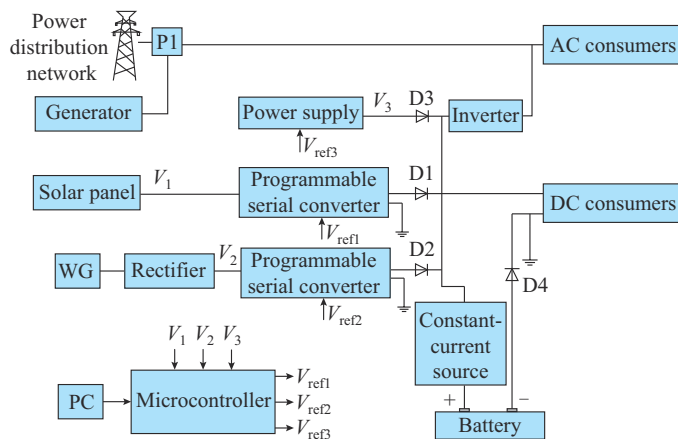 Power
distribution
network
P1
AC consumers
Generator
Power supply
V3
D3
Inverter
Vref3
Solar panel
V1
Programmable
serial converter
D1
DC consumers
Vref1
WG
Rectifier
V2
Programmable
serial converter
D2
D4
Vref2
Constant-
current
source
V1 V2 V3
PC
Microcontroller
Vref1
Vref2
Vref3
+ −
Battery